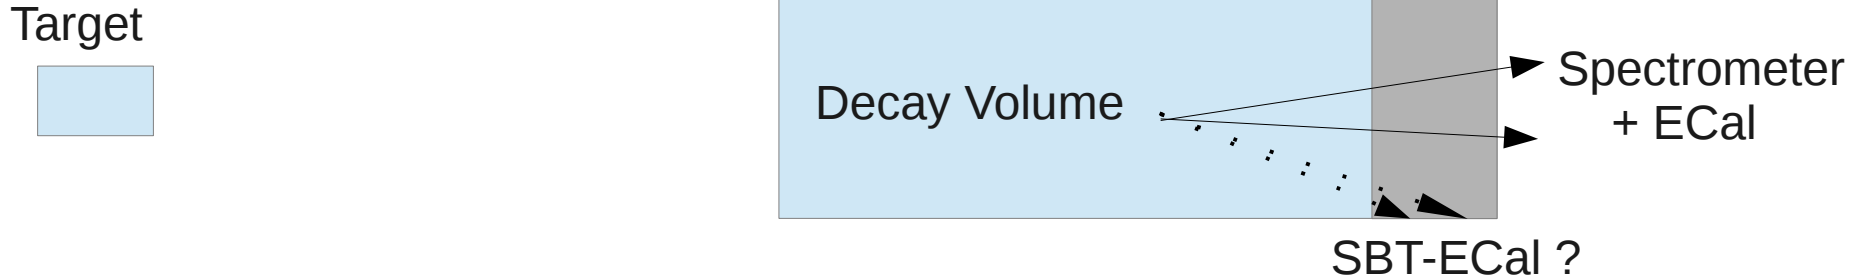 Target
Decay Volume
Spectrometer
+ ECal
SBT-ECal ?